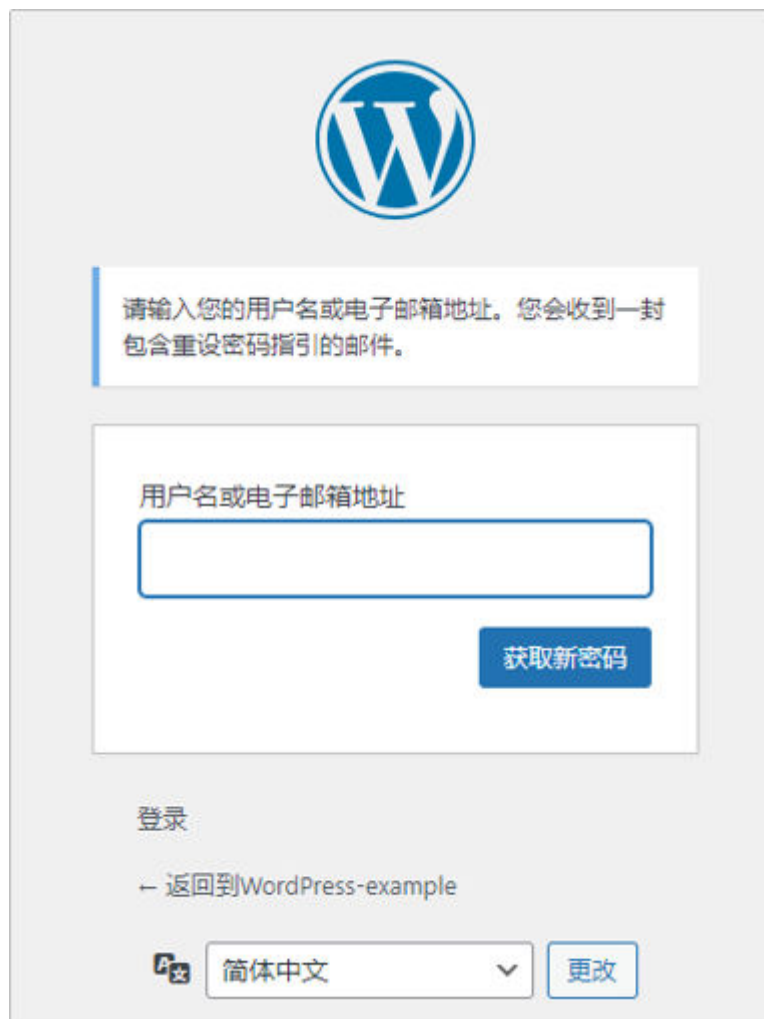 请输入您的用户名或电子邮箱地址。您会收到一封
包含重设密码指引的邮件。
用户名或电子邮箱地址
获取新密码
登录
← 返回到WordPress-example
简体中文
更改